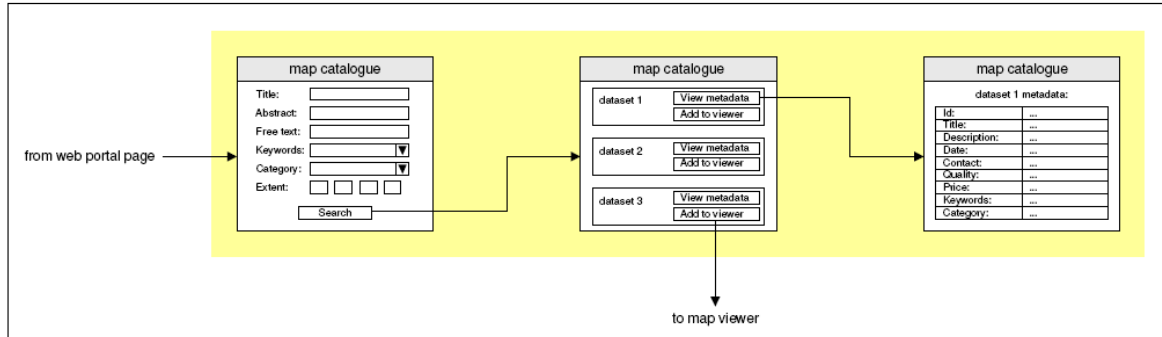 from web portal page
map catalogue
Title:
Abstract:
Free text:
Keywords:
Category:
Extent:
Search
map catalogue
dataset 1
View metadata
Add to viewer
dataset 2
View metadata
Add to viewer
dataset 3
View metadata
Add to viewer
to map viewer
map catalogue
dataset 1 metadata:
Id: ...
Title: ...
Description: ...
Date: ...
Contact: ...
Quality: ...
Price: ...
Keywords: ...
Category: ...